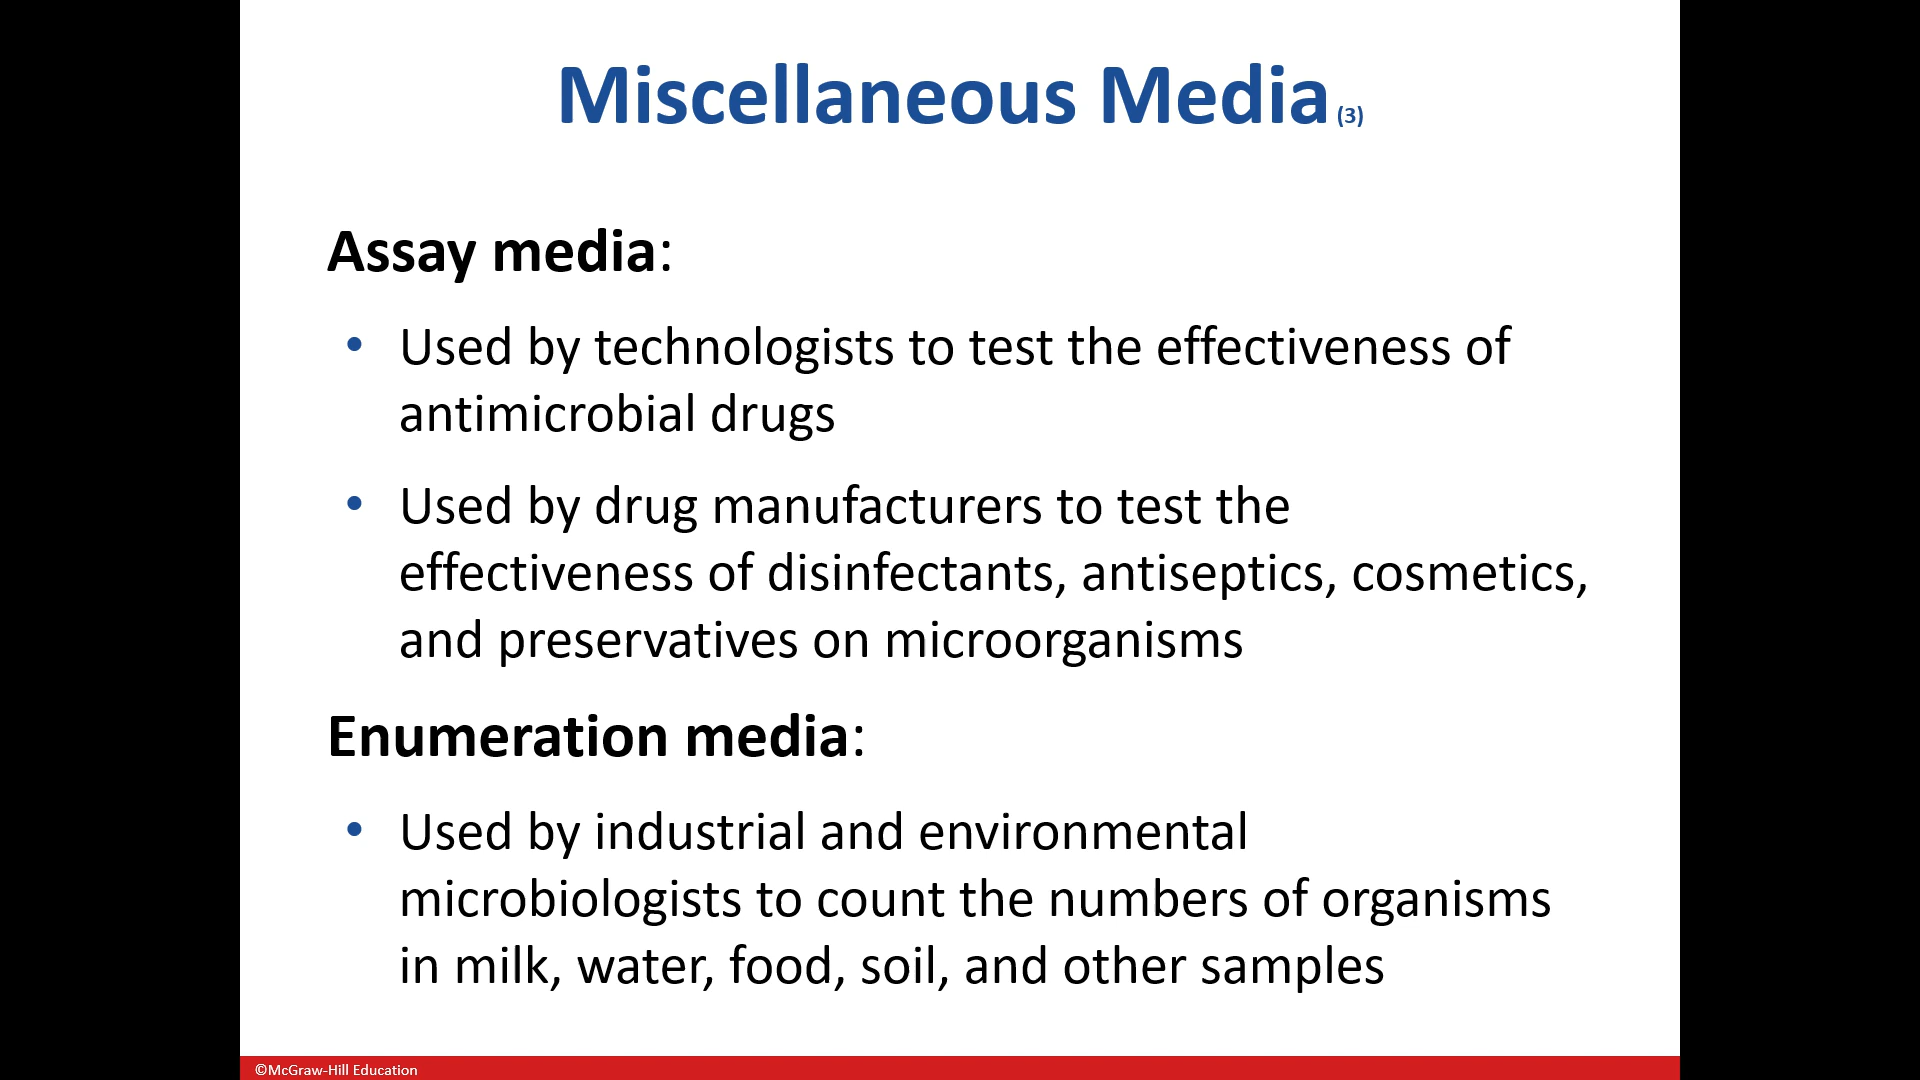 Miscellaneous Media (3)
Assay media:
• Used by technologists to test the effectiveness of
antimicrobial drugs
• Used by drug manufacturers to test the
effectiveness of disinfectants, antiseptics, cosmetics,
and preservatives on microorganisms
Enumeration media:
• Used by industrial and environmental
microbiologists to count the numbers of organisms
in milk, water, food, soil, and other samples
©McGraw-Hill Education